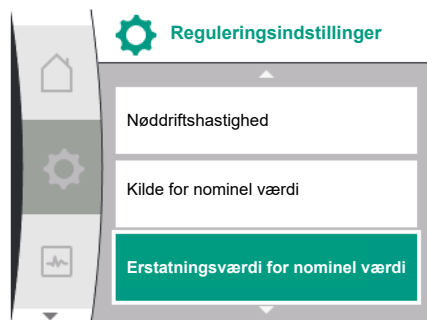 Reguleringsindstillinger
Nøddriftshastighed
Kilde for nominel værdi
Erstatningsværdi for nominel værdi